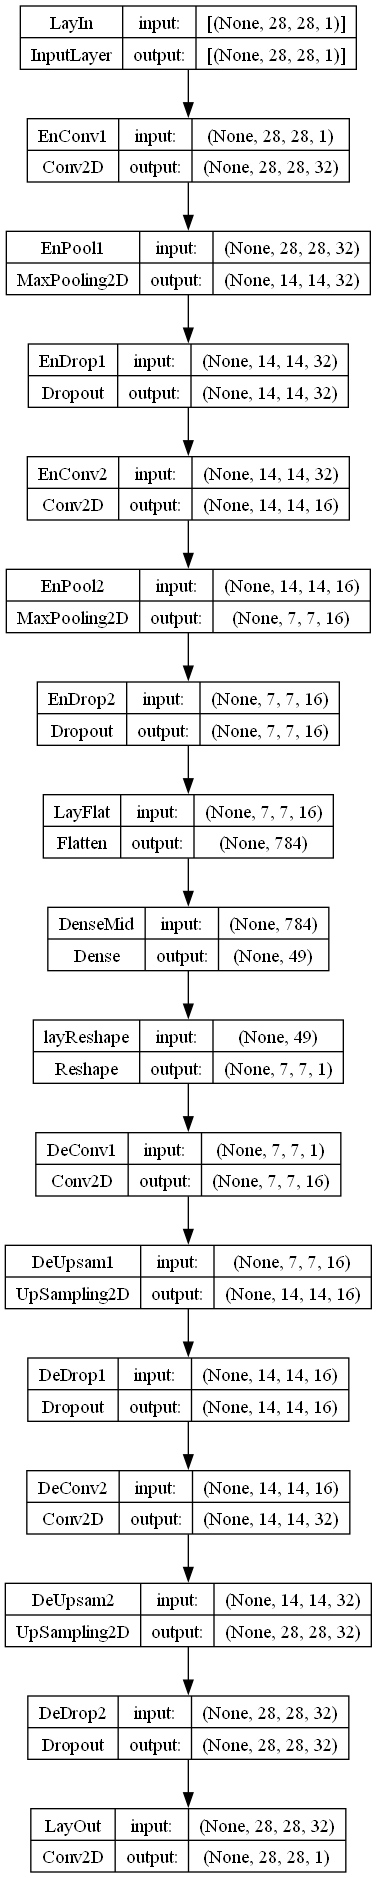 LayIn input: [(None, 28, 28, 1)]
InputLayer output: [(None, 28, 28, 1)]
EnConv1 input: (None, 28, 28, 1)
Conv2D output: (None, 28, 28, 32)
EnPool1 input: (None, 28, 28, 32)
MaxPooling2D output: (None, 14, 14, 32)
EnDrop1 input: (None, 14, 14, 32)
Dropout output: (None, 14, 14, 32)
EnConv2 input: (None, 14, 14, 32)
Conv2D output: (None, 14, 14, 16)
EnPool2 input: (None, 14, 14, 16)
MaxPooling2D output: (None, 7, 7, 16)
EnDrop2 input: (None, 7, 7, 16)
Dropout output: (None, 7, 7, 16)
LayFlat input: (None, 7, 7, 16)
Flatten output: (None, 784)
DenseMid input: (None, 784)
Dense output: (None, 49)
layReshape input: (None, 49)
Reshape output: (None, 7, 7, 1)
DeConv1 input: (None, 7, 7, 1)
Conv2D output: (None, 7, 7, 16)
DeUpsam1 input: (None, 7, 7, 16)
UpSampling2D output: (None, 14, 14, 16)
DeDrop1 input: (None, 14, 14, 16)
Dropout output: (None, 14, 14, 16)
DeConv2 input: (None, 14, 14, 16)
Conv2D output: (None, 14, 14, 32)
DeUpsam2 input: (None, 14, 14, 32)
UpSampling2D output: (None, 28, 28, 32)
DeDrop2 input: (None, 28, 28, 32)
Dropout output: (None, 28, 28, 32)
LayOut input: (None, 28, 28, 32)
Conv2D output: (None, 28, 28, 1)